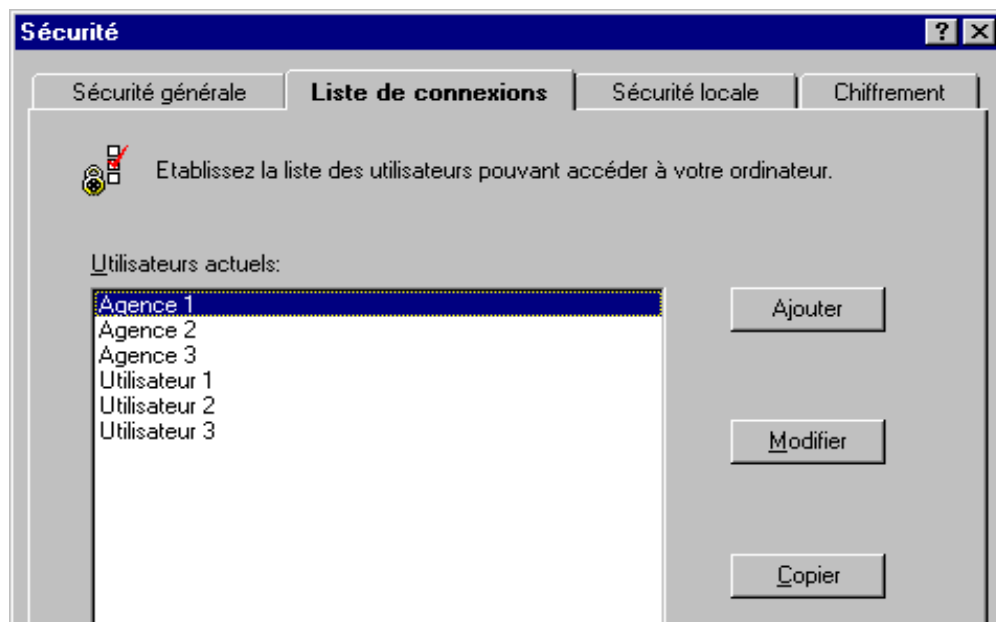 Sécurité
Sécurité générale Liste de connexions Sécurité locale Chiffrement
Etablissez la liste des utilisateurs pouvant accéder à votre ordinateur.
Utilisateurs actuels:
Agence 1
Agence 2
Agence 3
Utilisateur 1
Utilisateur 2
Utilisateur 3
Ajouter
Modifier
Copier